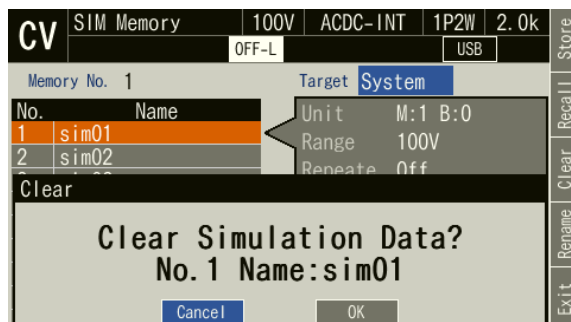 CV SIM Memory 100V ACDC-INT 1P2W 2.0k
OFF-L USB
Memory No. 1 Target System
No. Name
1 sim01
2 sim02
Unit M:1 B:0
Range 100V
Repeate Off
Clear
Clear Simulation Data?
No.1 Name:sim01
Cancel OK
Store
Recall
Clear
Rename
Exit